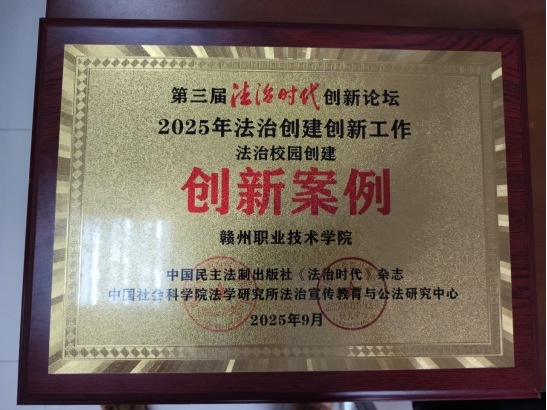 第三届法治时代创新论坛
2025年法治创建创新工作
法治校园创建
创新案例
赣州职业技术学院
中国民主法制出版社《法治时代》杂志
中国社会科学院法学研究所法治宣传教育与公法研究中心
2025年9月